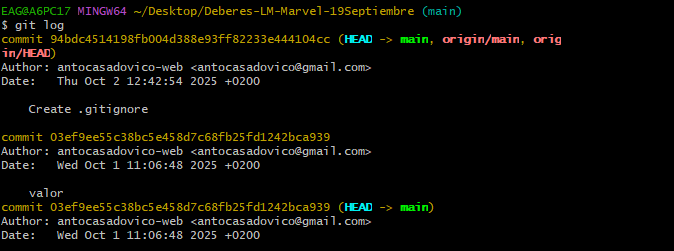 EAG@A6PC17 MINGW64 ~/Desktop/Deberes-LM-Marvel-19Septiembre (main)
$ git log
commit 94bdc4514198fb004d388e93ff82233e444104cc (HEAD -> main, origin/main, orig
in/HEAD)
Author: antocasadovico-web <antocasadovico@gmail.com>
Date:   Thu Oct 2 12:42:54 2025 +0200

    Create .gitignore

commit 03ef9ee55c38bc5e458d7c68fb25fd1242bca939
Author: antocasadovico-web <antocasadovico@gmail.com>
Date:   Wed Oct 1 11:06:48 2025 +0200

    valor
commit 03ef9ee55c38bc5e458d7c68fb25fd1242bca939 (HEAD -> main)
Author: antocasadovico-web <antocasadovico@gmail.com>
Date:   Wed Oct 1 11:06:48 2025 +0200